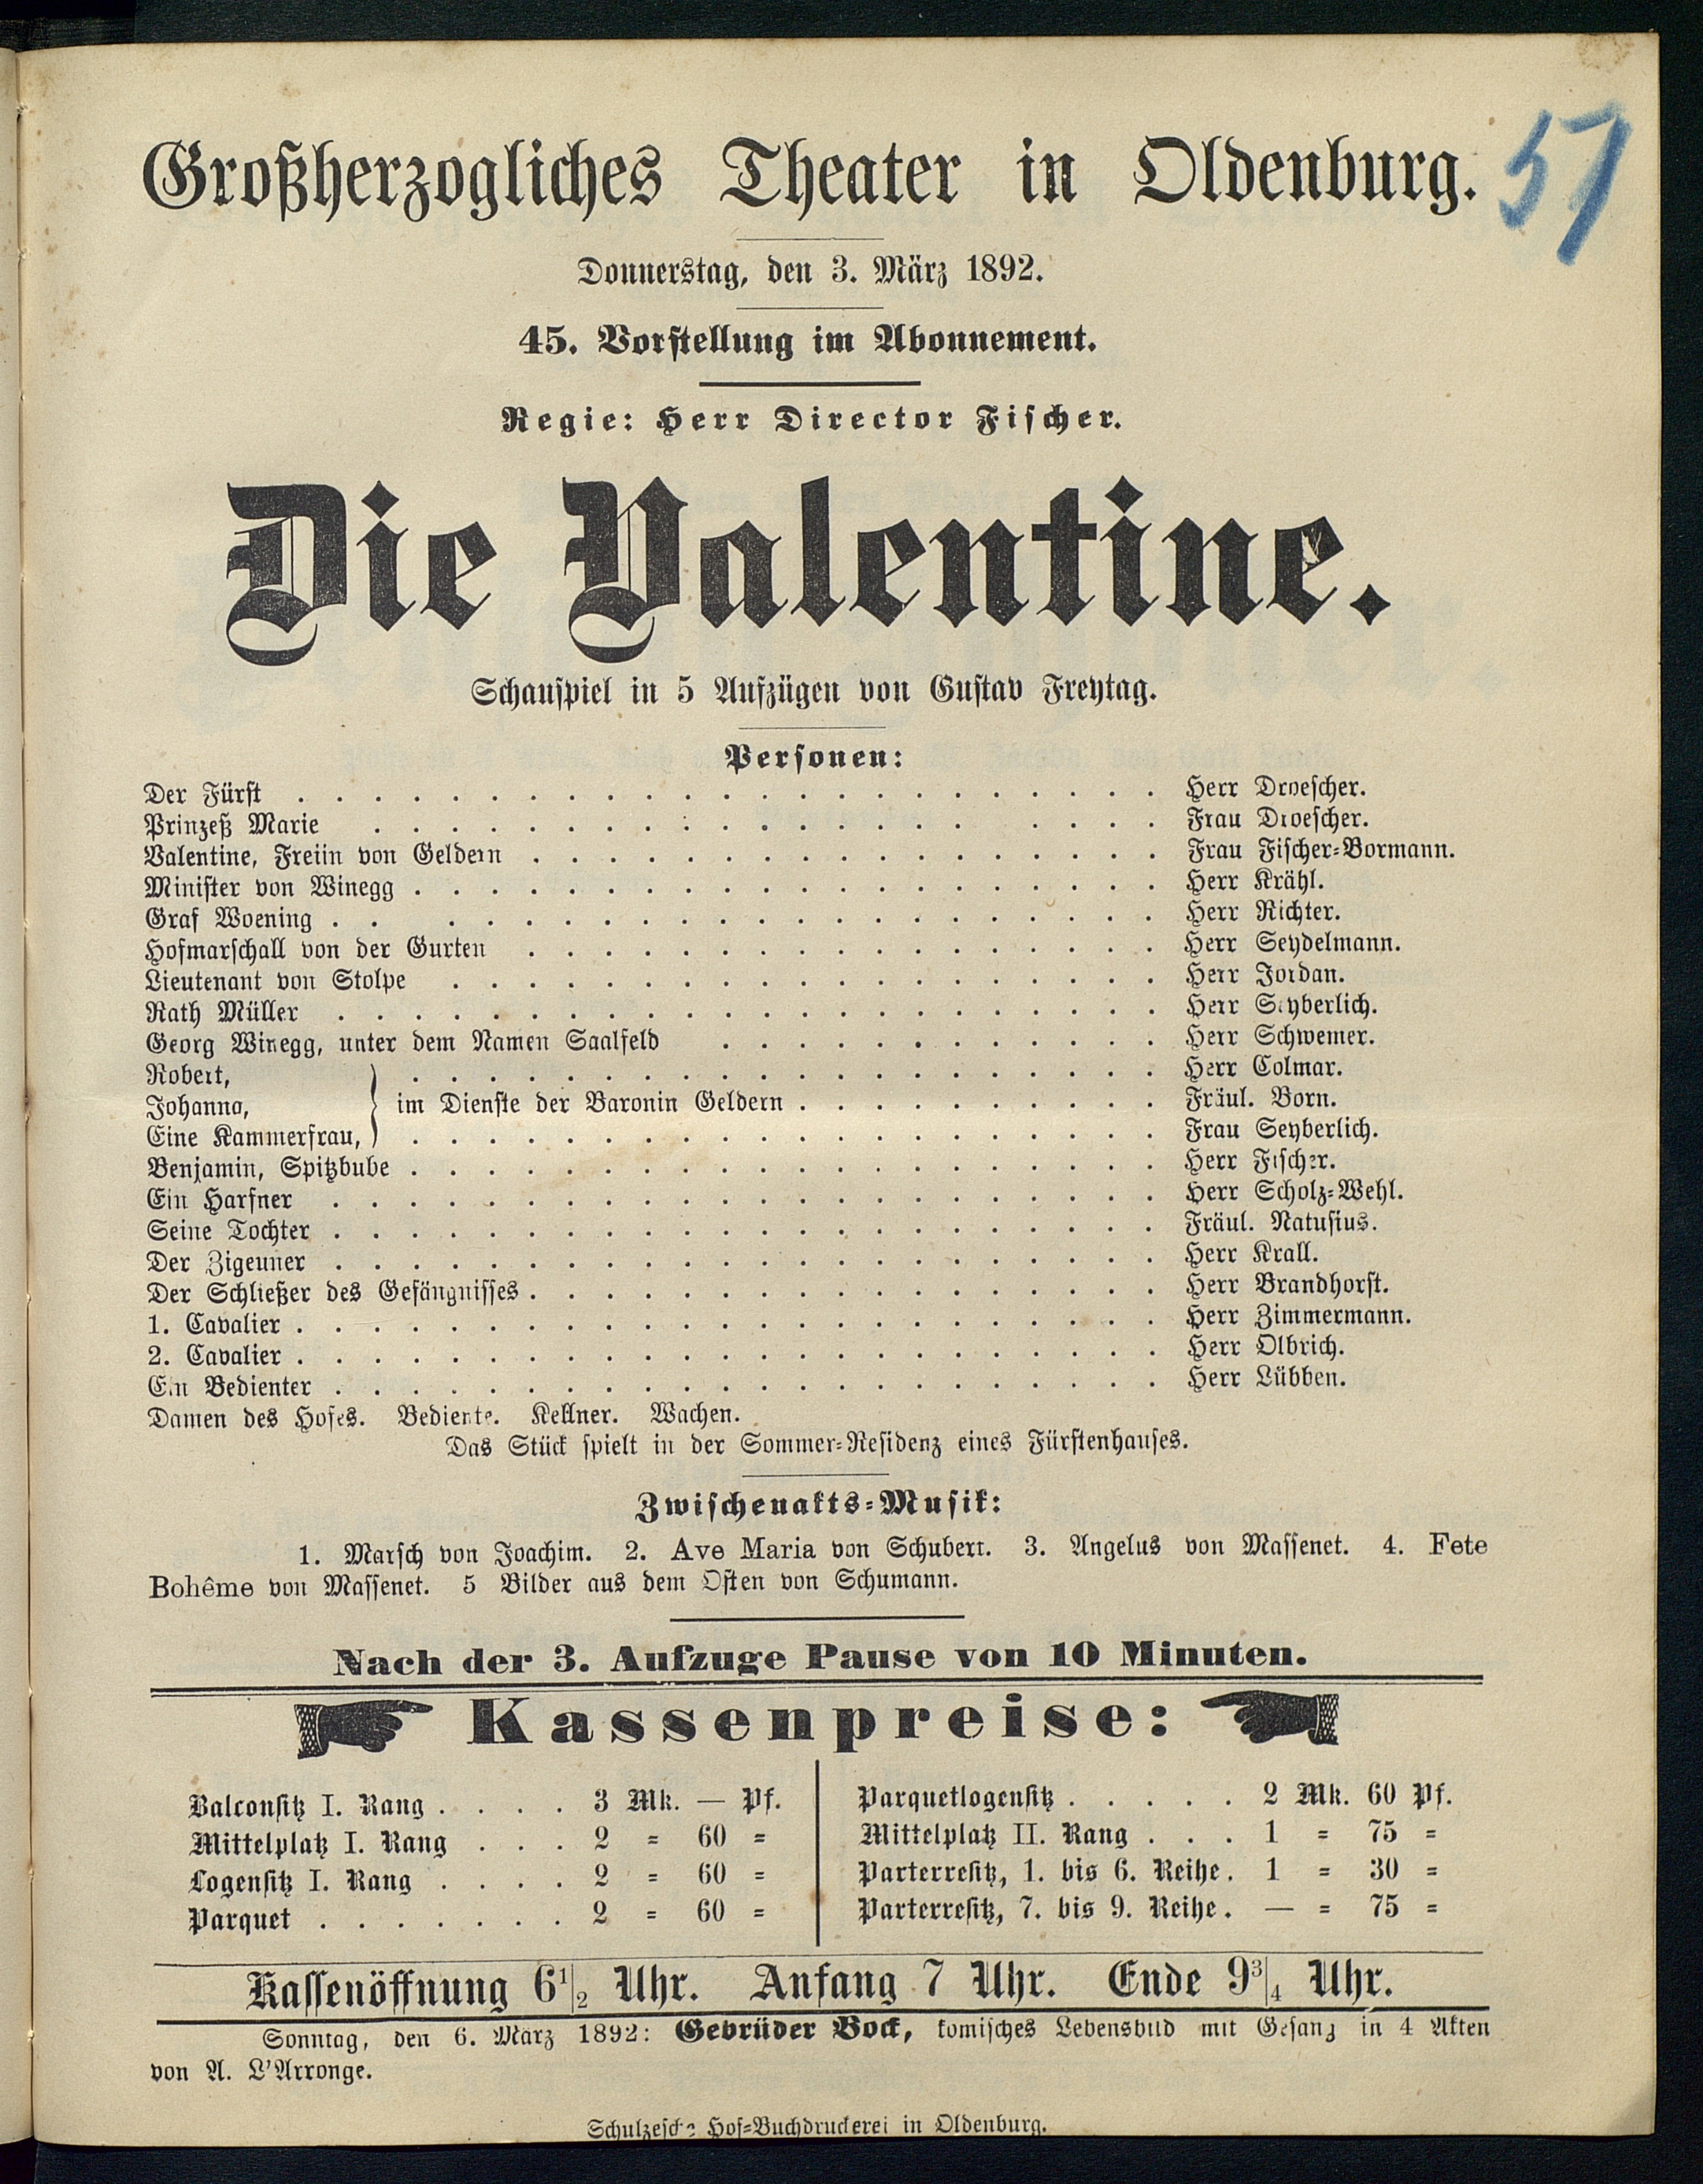 Großherzogliches Theater in Oldenburg.
57
Donnerstag, den 3. März 1892.
45. Vorstellung im Abonnement.
Regie: Herr Director Fischer.
Die Valentine.
Schauspiel in 5 Aufzügen von Gustav Freytag.
Personen:
Der Fürst . . . . . . . . . . Herr Droescher.
Prinzeß Marie . . . . . . . . . . Frau Droescher.
Valentine, Freiin von Geldern . . . . . . . . . . Frau Fischer-Bormann.
Minister von Winegg . . . . . . . . . . Herr Krähl.
Graf Woening . . . . . . . . . . Herr Richter.
Hofmarschall von der Gurten . . . . . . . . . . Herr Seydelmann.
Lieutenant von Stolpe . . . . . . . . . . Herr Jordan.
Rath Müller . . . . . . . . . . Herr Seyberlich.
Georg Winegg, unter dem Namen Saalfeld . . . . . . . . . . Herr Schwemer.
Robert, . . . . . . . . . . Herr Colmar.
Johanna, } im Dienste der Baronin Geldern . . . . . . . . . . Fräul. Born.
Eine Kammerfrau, . . . . . . . . . . Frau Seyberlich.
Benjamin, Spitzbube . . . . . . . . . . Herr Fischer.
Ein Harfner . . . . . . . . . . Herr Scholz-Wehl.
Seine Tochter . . . . . . . . . . Fräul. Natusius.
Der Zigeuner . . . . . . . . . . Herr Krall.
Der Schließer des Gefängnisses . . . . . . . . . . Herr Brandhorst.
1. Cavalier . . . . . . . . . . Herr Zimmermann.
2. Cavalier . . . . . . . . . . Herr Olbrich.
Ein Bedienter . . . . . . . . . . Herr Lübben.
Damen des Hofes. Bediente. Kellner. Wachen.
Das Stück spielt in der Sommer-Residenz eines Fürstenhauses.
Zwischenakts-Musik:
1. Marsch von Joachim. 2. Ave Maria von Schubert. 3. Angelus von Massenet. 4. Fete
Bohême von Massenet. 5 Bilder aus dem Osten von Schumann.
Nach der 3. Aufzuge Pause von 10 Minuten.
Kassenpreise:
Balconsitz I. Rang . . . . 3 Mk. — Pf.
Mittelplatz I. Rang . . . 2 = 60 =
Logensitz I. Rang . . . . 2 = 60 =
Parquet . . . . . . . 2 = 60 =
Parquetlogensitz . . . . . 2 Mk. 60 Pf.
Mittelplatz II. Rang . . . 1 = 75 =
Parterresitz, 1. bis 6. Reihe. 1 = 30 =
Parterresitz, 7. bis 9. Reihe. — = 75 =
Kassenöffnung 6 1/2 Uhr. Anfang 7 Uhr. Ende 9 3/4 Uhr.
Sonntag, den 6. März 1892: Gebrüder Bock, komisches Lebensbild mit Gesang in 4 Akten
von A. L'Arronge.
Schulzesche Hof-Buchdruckerei in Oldenburg.